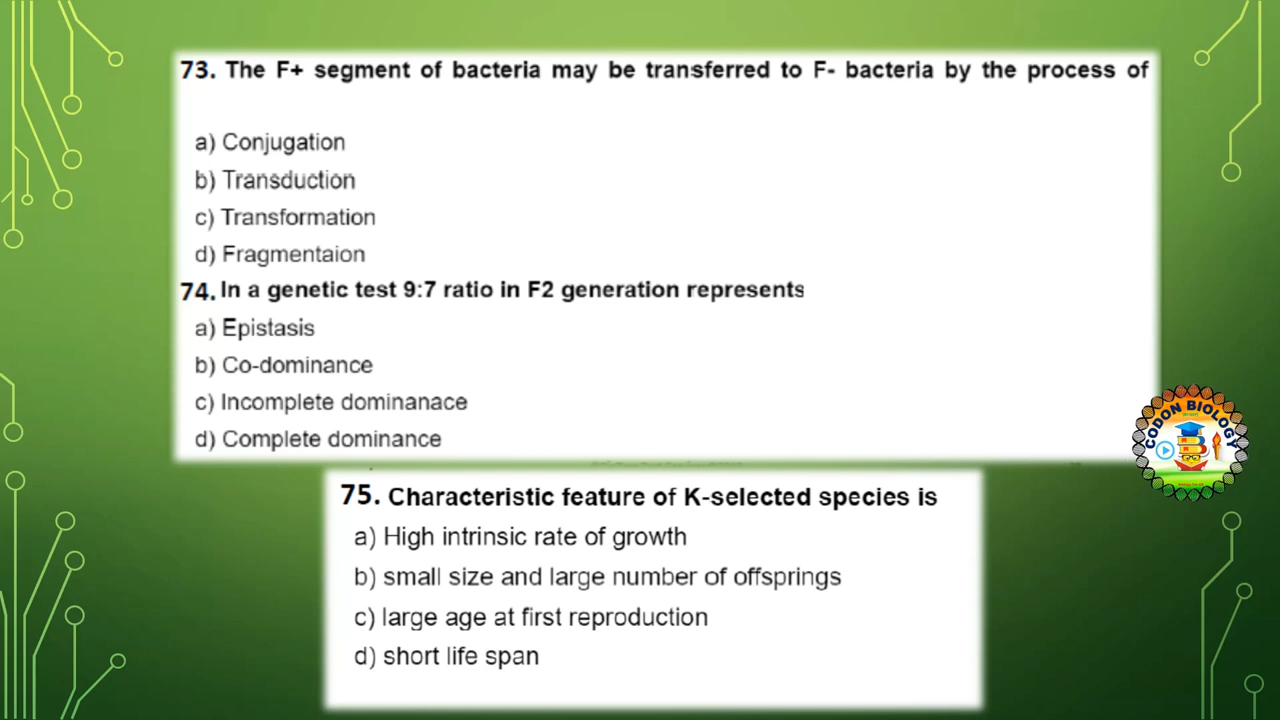 73. The F+ segment of bacteria may be transferred to F- bacteria by the process of
a) Conjugation
b) Transduction
c) Transformation
d) Fragmentaion
74. In a genetic test 9:7 ratio in F2 generation represents
a) Epistasis
b) Co-dominance
c) Incomplete dominanace
d) Complete dominance
CODON BIOLOGY
75. Characteristic feature of K-selected species is
a) High intrinsic rate of growth
b) small size and large number of offsprings
c) large age at first reproduction
d) short life span